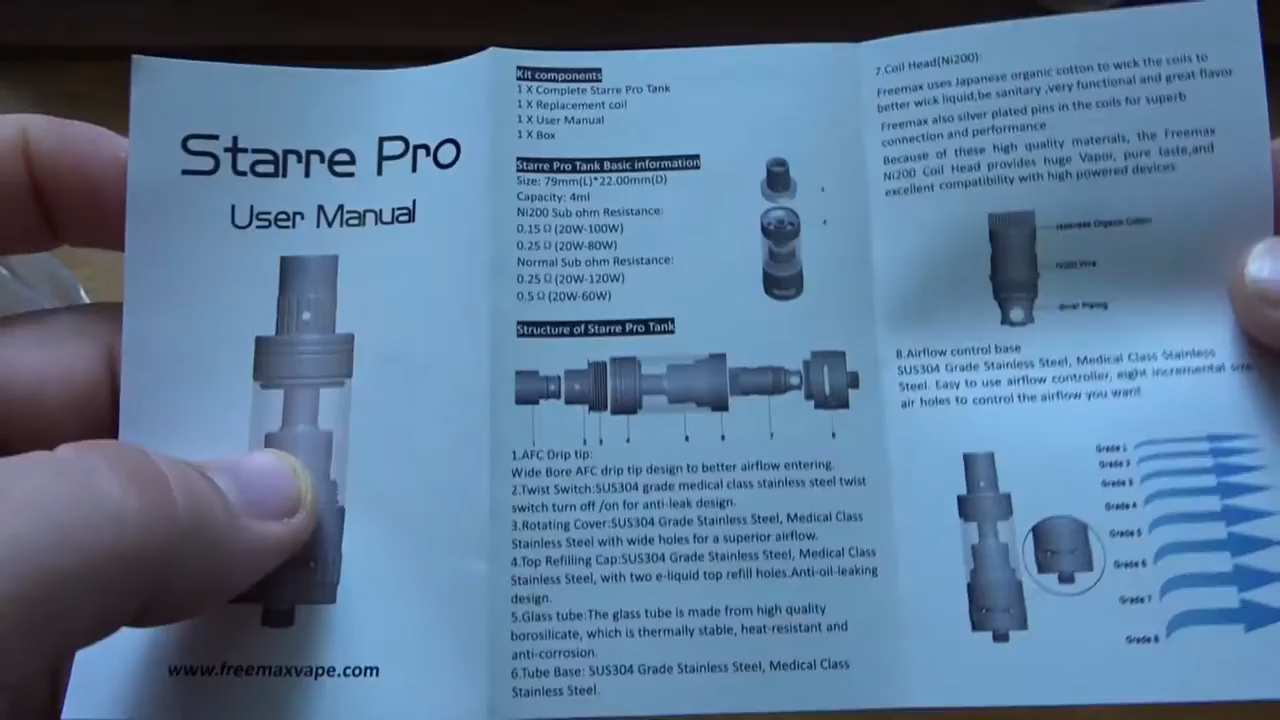 Starre Pro
User Manual
www.freemaxvape.com
Kit components
1 X Complete Starre Pro Tank
1 X Replacement coil
1 X User Manual
1 X Box
Starre Pro Tank Basic information
Size: 79mm(L)*22.00mm(D)
Capacity: 4ml
Ni200 Sub ohm Resistance:
0.15 Ω (20W-100W)
0.25 Ω (20W-80W)
Normal Sub ohm Resistance:
0.25 Ω (20W-120W)
0.5 Ω (20W-60W)
Structure of Starre Pro Tank
1.AFC Drip tip:
Wide Bore AFC drip tip design to better airflow entering.
2.Twist Switch:SUS304 grade medical class stainless steel twist
switch turn off /on for anti-leak design.
3.Rotating Cover:SUS304 Grade Stainless Steel, Medical Class
Stainless Steel with wide holes for a superior airflow.
4.Top Refilling Cap:SUS304 Grade Stainless Steel, Medical Class
Stainless Steel, with two e-liquid top refill holes.Anti-oil-leaking
design.
5.Glass tube:The glass tube is made from high quality
borosilicate, which is thermally stable, heat-resistant and
anti-corrosion.
6.Tube Base: SUS304 Grade Stainless Steel, Medical Class
Stainless Steel.
7.Coil Head(Ni200):
Freemax uses Japanese organic cotton to wick the coils to
better wick liquid,be sanitary ,very functional and great flavor
Freemax also silver plated pins in the coils for superb
connection and performance
Because of these high quality materials, the Freemax
Ni200 Coil Head provides huge Vapor, pure taste,and
excellent compatibility with high powered devices.
Japanese Organic Cotton
Ni200 Wire
Silver Plating
8.Airflow control base
SUS304 Grade Stainless Steel, Medical Class Stainless
Steel. Easy to use airflow controller, eight incremental
air holes to control the airflow you want
Grade 1
Grade 2
Grade 3
Grade 4
Grade 5
Grade 6
Grade 7
Grade 8